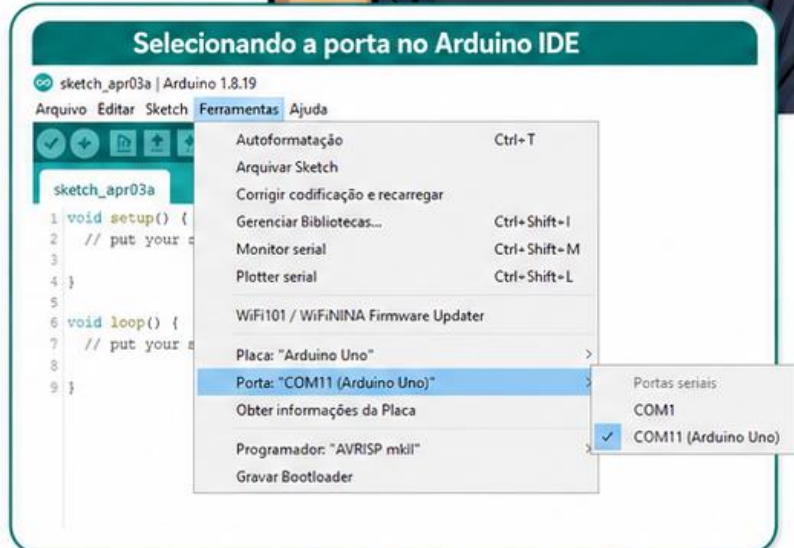 Selecionando a porta no Arduino IDE
sketch_apr03a | Arduino 1.8.19
Arquivo Editar Sketch Ferramentas Ajuda
sketch_apr03a
Autoformatação Ctrl+T
Arquivar Sketch
Corrigir codificação e recarregar
Gerenciar Bibliotecas... Ctrl+Shift+I
Monitor serial Ctrl+Shift+M
Plotter serial Ctrl+Shift+L
WiFi101 / WiFiNINA Firmware Updater
Placa: "Arduino Uno"
Porta: "COM11 (Arduino Uno)"
Obter informações da Placa
Programador: "AVRISP mkII"
Gravar Bootloader
Portas seriais
COM1
COM11 (Arduino Uno)
1 void setup() {
2 // put your s
3
4 }
5
6 void loop() {
7 // put your s
8
9 }